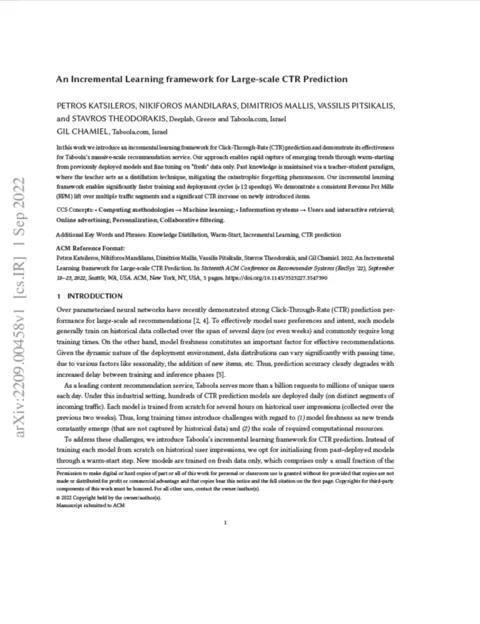 An Incremental Learning framework for Large-scale CTR Prediction
PETROS KATSILEROS, NIKIFOROS MANDILARAS, DIMITRIOS MALLIS, VASSILIS PITSIKALIS,
and STAVROS THEODORAKIS, Deeplab, Greece and Taboola.com, Israel
GIL CHAMIEL, Taboola.com, Israel
In this work we introduce an incremental learning framework for Click-Through-Rate (CTR) prediction and demonstrate its effectiveness
for Taboola's massive-scale recommendation service. Our approach enables rapid capture of emerging trends through warm-starting
from previously deployed models and fine tuning on "fresh" data only. Past knowledge is maintained via a teacher-student paradigm,
where the teacher acts as a distillation technique, mitigating the catastrophic forgetting phenomenon. Our incremental learning
framework enables significantly faster training and deployment cycles (x12 speedup). We demonstrate a consistent Revenue Per Mille
(RPM) lift over multiple traffic segments and a significant CTR increase on newly introduced items.
CCS Concepts: • Computing methodologies → Machine learning; • Information systems → Users and interactive retrieval;
Online advertising; Personalization; Collaborative filtering.
Additional Key Words and Phrases: Knowledge Distillation, Warm-Start, Incremental Learning, CTR prediction
ACM Reference Format:
Petros Katsileros, Nikiforos Mandilaras, Dimitrios Mallis, Vassilis Pitsikalis, Stavros Theodorakis, and Gil Chamiel. 2022. An Incremental
Learning framework for Large-scale CTR Prediction. In Sixteenth ACM Conference on Recommender Systems (RecSys '22), September
18–23, 2022, Seattle, WA, USA. ACM, New York, NY, USA, 5 pages. https://doi.org/10.1145/3523227.3547390
1 INTRODUCTION
Over parameterised neural networks have recently demonstrated strong Click-Through-Rate (CTR) prediction per-
formance for large-scale ad recommendations [2, 4]. To effectively model user preferences and intent, such models
generally train on historical data collected over the span of several days (or even weeks) and commonly require long
training times. On the other hand, model freshness constitutes an important factor for effective recommendations.
Given the dynamic nature of the deployment environment, data distributions can vary significantly with passing time,
due to various factors like seasonality, the addition of new items, etc. Thus, prediction accuracy clearly degrades with
increased delay between training and inference phases [3].
As a leading content recommendation service, Taboola serves more than a billion requests to millions of unique users
each day. Under this industrial setting, hundreds of CTR prediction models are deployed daily (on distinct segments of
incoming traffic). Each model is trained from scratch for several hours on historical user impressions (collected over the
previous two weeks). Thus, long training times introduce challenges with regard to (1) model freshness as new trends
constantly emerge (that are not captured by historical data) and (2) the scale of required computational resources.
To address these challenges, we introduce Taboola's incremental learning framework for CTR prediction. Instead of
training each model from scratch on historical user impressions, we opt for initialising from past-deployed models
through a warm-start step. New models are trained on fresh data only, which comprises only a small fraction of the
Permission to make digital or hard copies of part or all of this work for personal or classroom use is granted without fee provided that copies are not
made or distributed for profit or commercial advantage and that copies bear this notice and the full citation on the first page. Copyrights for third-party
components of this work must be honored. For all other uses, contact the owner/author(s).
© 2022 Copyright held by the owner/author(s).
Manuscript submitted to ACM
1
arXiv:2209.00458v1 [cs.IR] 1 Sep 2022